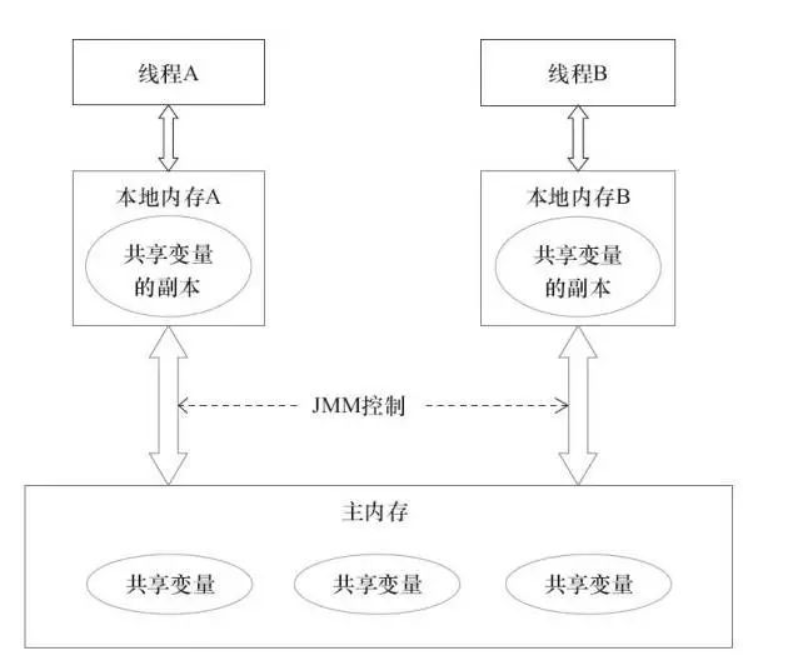 线程A
线程B
本地内存A
共享变量
的副本
本地内存B
共享变量
的副本
JMM控制
主内存
共享变量
共享变量
共享变量